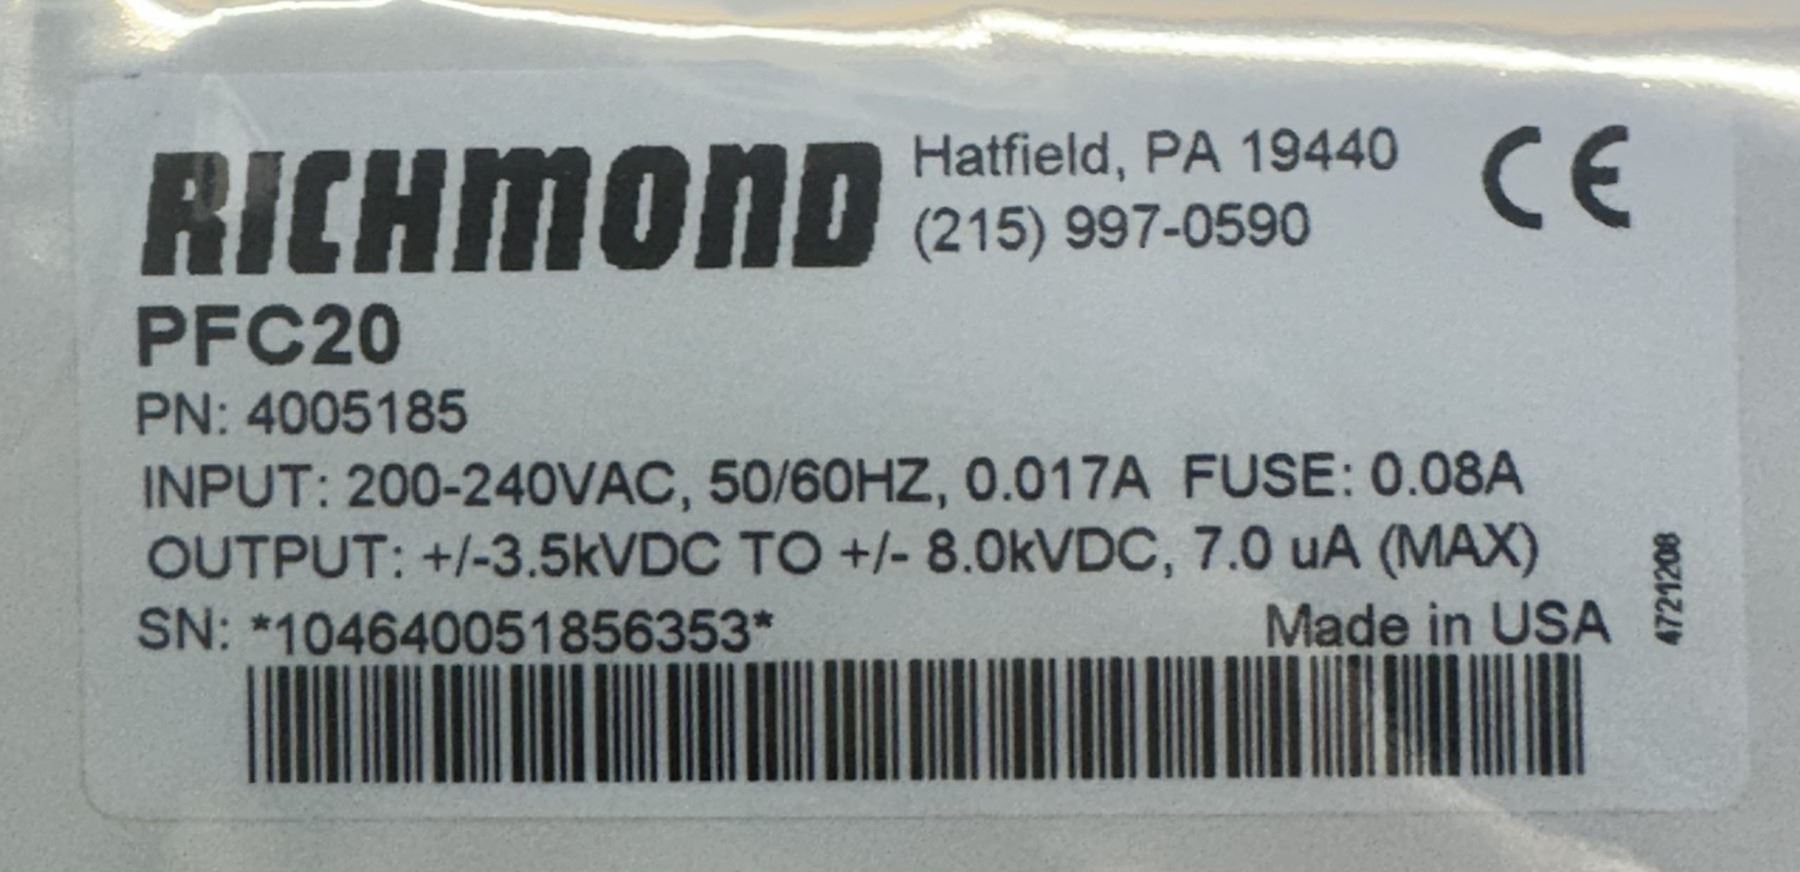 RICHMOND
Hatfield, PA 19440
(215) 997-0590
CE
PFC20
PN: 4005185
INPUT: 200-240VAC, 50/60HZ, 0.017A FUSE: 0.08A
OUTPUT: +/-3.5kVDC TO +/- 8.0kVDC, 7.0 uA (MAX)
SN: *104640051856353*
Made in USA
4721208